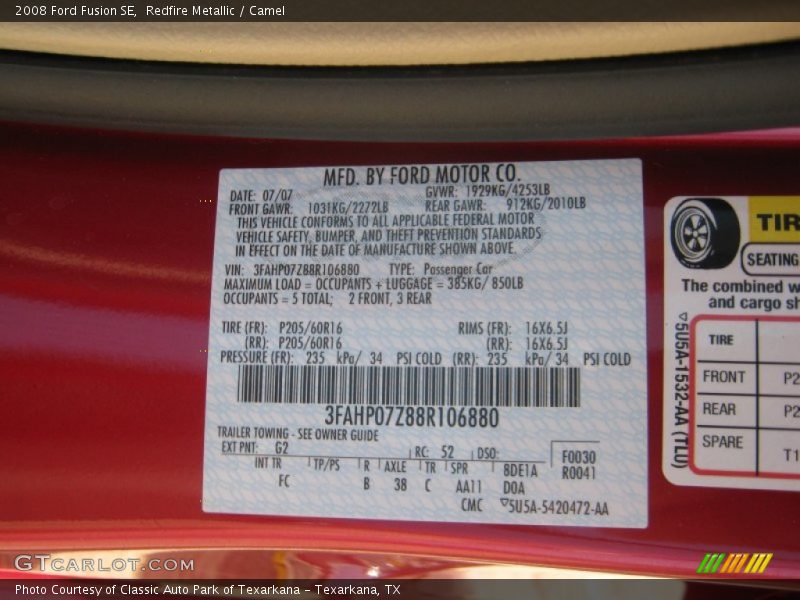 2008 Ford Fusion SE, Redfire Metallic / Camel
MFD. BY FORD MOTOR CO.
DATE: 07/07 GVWR: 1929KG/4253LB
FRONT GAWR: 1031KG/2272LB REAR GAWR: 912KG/2010LB
THIS VEHICLE CONFORMS TO ALL APPLICABLE FEDERAL MOTOR
VEHICLE SAFETY, BUMPER, AND THEFT PREVENTION STANDARDS
IN EFFECT ON THE DATE OF MANUFACTURE SHOWN ABOVE.
VIN: 3FAHP07Z88R106880 TYPE: Passenger Car
MAXIMUM LOAD = OCCUPANTS + LUGGAGE = 385KG/ 850LB
OCCUPANTS = 5 TOTAL; 2 FRONT, 3 REAR
TIRE (FR): P205/60R16 RIMS (FR): 16X6.5J
(RR): P205/60R16 (RR): 16X6.5J
PRESSURE (FR): 235 kPa/ 34 PSI COLD (RR): 235 kPa/ 34 PSI COLD
3FAHP07Z88R106880
TRAILER TOWING - SEE OWNER GUIDE
EXT PNT: G2 RC: 52 DSO: F0030
INT TR TP/PS R AXLE TR SPR 8DE1A R0041
FC B 38 C AA11 D0A
CMC ▽5U5A-5420472-AA
TIR
SEATING
The combined w
and cargo sh
▽5U5A-1532-AA (TLU)
TIRE
FRONT P2
REAR P2
SPARE T1
GTCARLOT.COM
Photo Courtesy of Classic Auto Park of Texarkana – Texarkana, TX